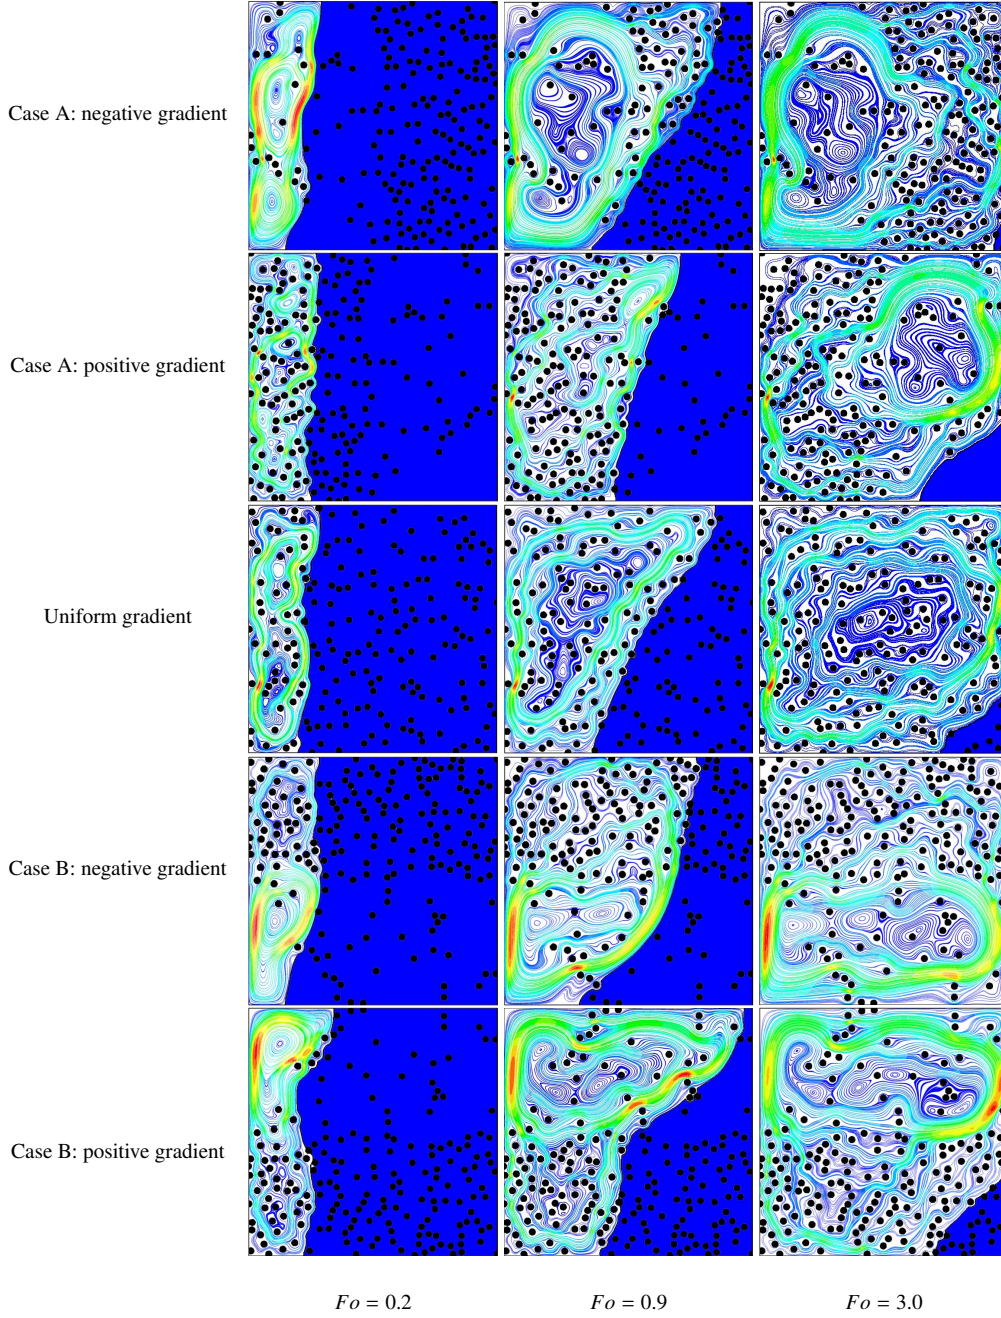 Case A: negative gradient
Case A: positive gradient
Uniform gradient
Case B: negative gradient
Case B: positive gradient
Fo = 0.2
Fo = 0.9
Fo = 3.0